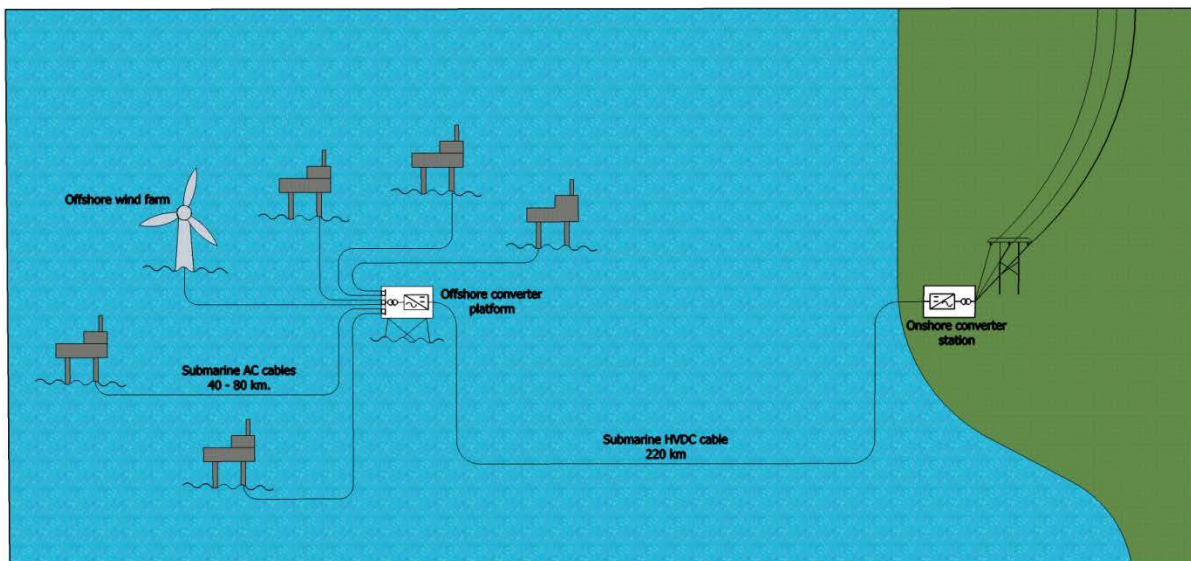 Offshore wind farm
Offshore converter
platform
Onshore converter
station
Submarine AC cables
40 - 80 km.
Submarine HVDC cable
220 km